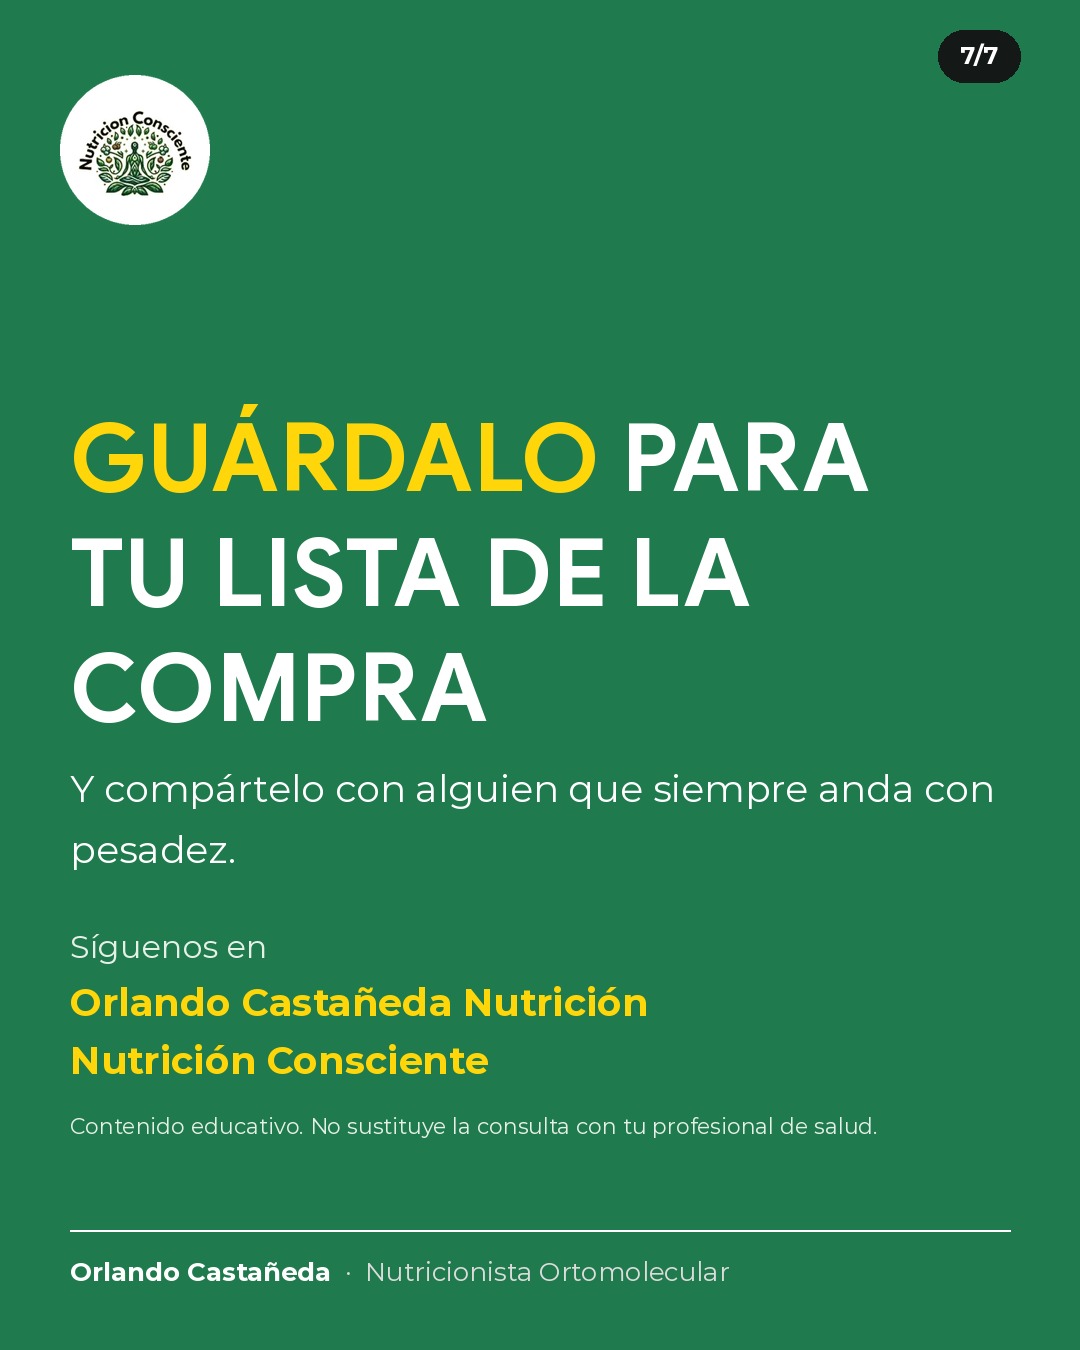 7/7
Nutricion Consciente
GUÁRDALO PARA
TU LISTA DE LA
COMPRA
Y compártelo con alguien que siempre anda con
pesadez.
Síguenos en
Orlando Castañeda Nutrición
Nutrición Consciente
Contenido educativo. No sustituye la consulta con tu profesional de salud.
Orlando Castañeda · Nutricionista Ortomolecular